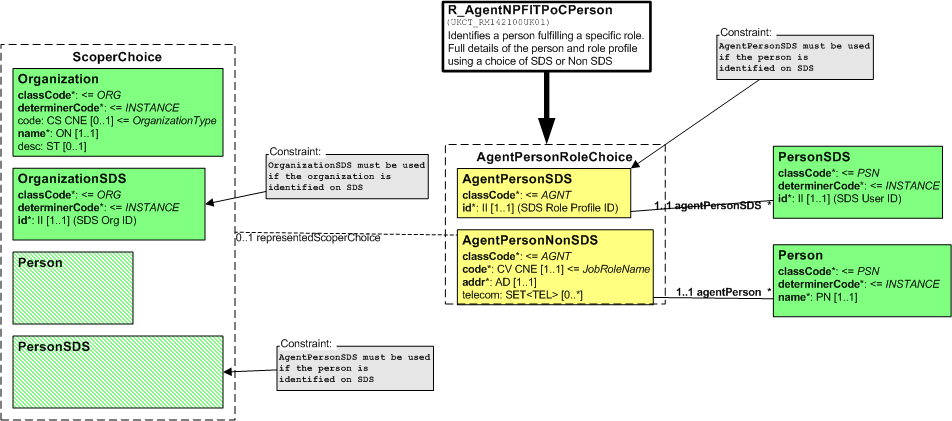 R_AgentNPFITPoCPerson
(UKCT_RM142100UK01)
Identifies a person fulfilling a specific role.
Full details of the person and role profile
using a choice of SDS or Non SDS
Constraint:
AgentPersonSDS must be used
if the person is
identified on SDS
ScoperChoice
Organization
classCode*: <= ORG
determinerCode*: <= INSTANCE
code: CS CNE [0..1] <= OrganizationType
name*: ON [1..1]
desc: ST [0..1]
OrganizationSDS
classCode*: <= ORG
determinerCode*: <= INSTANCE
id*: II [1..1] (SDS Org ID)
Constraint:
OrganizationSDS must be used
if the organization is
identified on SDS
Person
PersonSDS
Constraint:
AgentPersonSDS must be used
if the person is
identified on SDS
0..1 representedScoperChoice
AgentPersonRoleChoice
AgentPersonSDS
classCode*: <= AGNT
id*: II [1..1] (SDS Role Profile ID)
1..1 agentPersonSDS *
AgentPersonNonSDS
classCode*: <= AGNT
code*: CV CNE [1..1] <= JobRoleName
addr*: AD [1..1]
telecom: SET<TEL> [0..*]
1..1 agentPerson *
PersonSDS
classCode*: <= PSN
determinerCode*: <= INSTANCE
id*: II [1..1] (SDS User ID)
Person
classCode*: <= PSN
determinerCode*: <= INSTANCE
name*: PN [1..1]